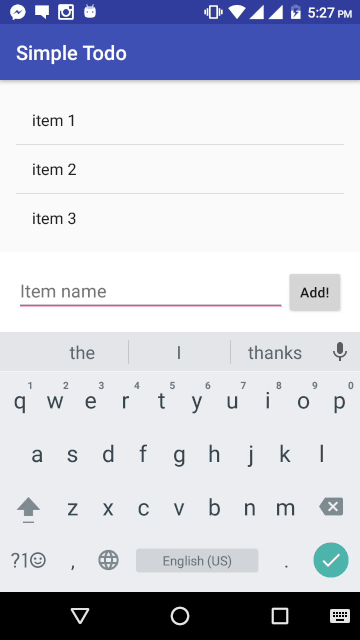 5:27 PM
Simple Todo
item 1
item 2
item 3
Item name
Add!
the I thanks
1 2 3 4 5 6 7 8 9 0
q w e r t y u i o p
a s d f g h j k l
z x c v b n m
?1☺ , English (US) .